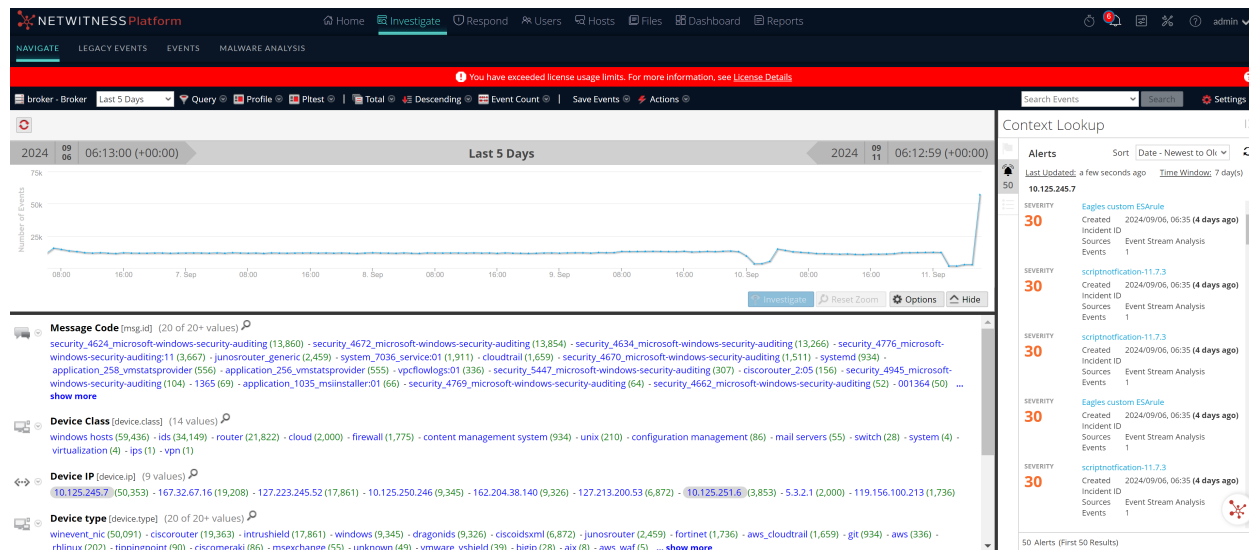 NETWITNESS Platform
Home Investigate Respond Users Hosts Files Dashboard Reports
6
admin
NAVIGATE LEGACY EVENTS EVENTS MALWARE ANALYSIS
You have exceeded license usage limits. For more information, see License Details
broker - Broker Last 5 Days Query Profile Pltest | Total Descending Event Count | Save Events Actions Search Events Search Settings
2024 09 06 06:13:00 (+00:00) Last 5 Days 2024 09 11 06:12:59 (+00:00)
Number of Events
75k
50k
25k
08:00 16:00 7. Sep 08:00 16:00 8. Sep 08:00 16:00 9. Sep 08:00 16:00 10. Sep 08:00 16:00 11. Sep
Investigate Reset Zoom Options Hide
Message Code [msg.id] (20 of 20+ values)
security_4624_microsoft-windows-security-auditing (13,860) - security_4672_microsoft-windows-security-auditing (13,854) - security_4634_microsoft-windows-security-auditing (13,266) - security_4776_microsoft-
windows-security-auditing:11 (3,667) - junosrouter_generic (2,459) - system_7036_service:01 (1,911) - cloudtrail (1,659) - security_4670_microsoft-windows-security-auditing (1,511) - systemd (934) -
application_258_vmstatsprovider (556) - application_256_vmstatsprovider (555) - vpcflowlogs:01 (336) - security_5447_microsoft-windows-security-auditing (307) - ciscorouter_2:05 (156) - security_4945_microsoft-
windows-security-auditing (104) - 1365 (69) - application_1035_msiinstaller:01 (66) - security_4769_microsoft-windows-security-auditing (64) - security_4662_microsoft-windows-security-auditing (52) - 001364 (50) ...
show more
Device Class [device.class] (14 values)
windows hosts (59,436) - ids (34,149) - router (21,822) - cloud (2,000) - firewall (1,775) - content management system (934) - unix (210) - configuration management (86) - mail servers (55) - switch (28) - system (4) -
virtualization (4) - ips (1) - vpn (1)
Device IP [device.ip] (9 values)
10.125.245.7 (50,353) - 167.32.67.16 (19,208) - 127.223.245.52 (17,861) - 10.125.250.246 (9,345) - 162.204.38.140 (9,326) - 127.213.200.53 (6,872) - 10.125.251.6 (3,853) - 5.3.2.1 (2,000) - 119.156.100.213 (1,736)
Device type [device.type] (20 of 20+ values)
winevent_nic (50,091) - ciscorouter (19,363) - intrushield (17,861) - windows (9,345) - dragonids (9,326) - ciscoidsxml (6,872) - junosrouter (2,459) - fortinet (1,736) - aws_cloudtrail (1,659) - git (934) - aws (336) -
rhlinux (202) - tippingpoint (90) - ciscomeraki (86) - msexchange (55) - unknown (49) - vmware_vshield (39) - bigip (28) - aix (8) - aws_waf (5) ... show more
Context Lookup
50
Alerts Sort Date - Newest to Ol
Last Updated: a few seconds ago Time Window: 7 day(s)
10.125.245.7
SEVERITY Eagles custom ESArule
30 Created 2024/09/06, 06:35 (4 days ago)
Incident ID
Sources Event Stream Analysis
Events 1
SEVERITY scriptnotfication-11.7.3
30 Created 2024/09/06, 06:35 (4 days ago)
Incident ID
Sources Event Stream Analysis
Events 1
SEVERITY scriptnotfication-11.7.3
30 Created 2024/09/06, 06:35 (4 days ago)
Incident ID
Sources Event Stream Analysis
Events 1
SEVERITY Eagles custom ESArule
30 Created 2024/09/06, 06:35 (4 days ago)
Incident ID
Sources Event Stream Analysis
Events 1
SEVERITY scriptnotfication-11.7.3
30 Created 2024/09/06, 06:35 (4 days ago)
Incident ID
Sources Event Stream Analysis
Events 1
50 Alerts (First 50 Results)